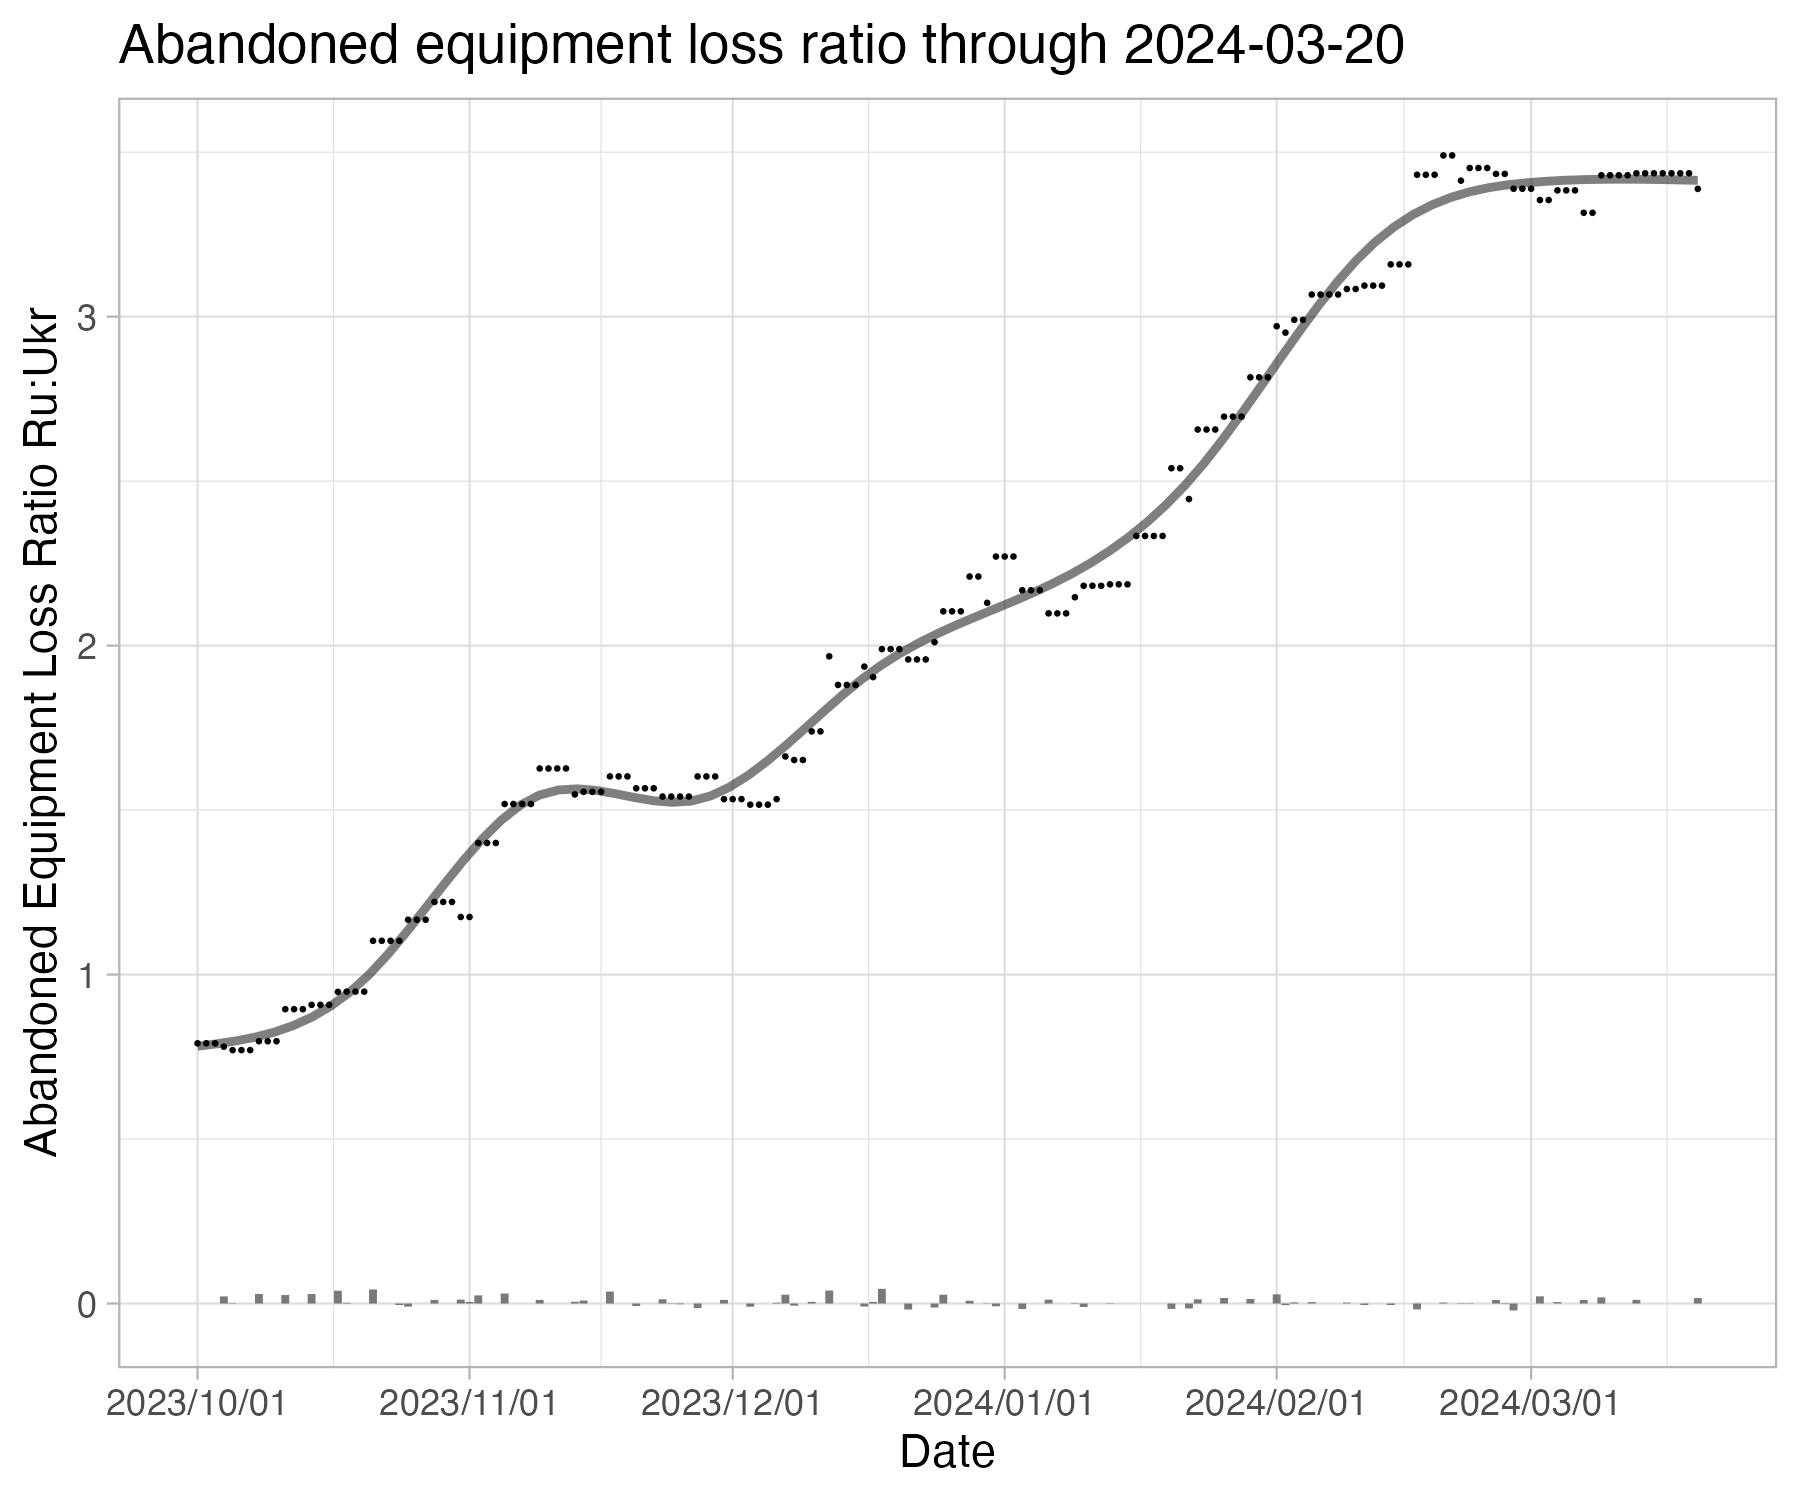 Abandoned equipment loss ratio through 2024-03-20
Abandoned Equipment Loss Ratio Ru:Ukr
3
2
1
0
2023/10/01 2023/11/01 2023/12/01 2024/01/01 2024/02/01 2024/03/01
Date